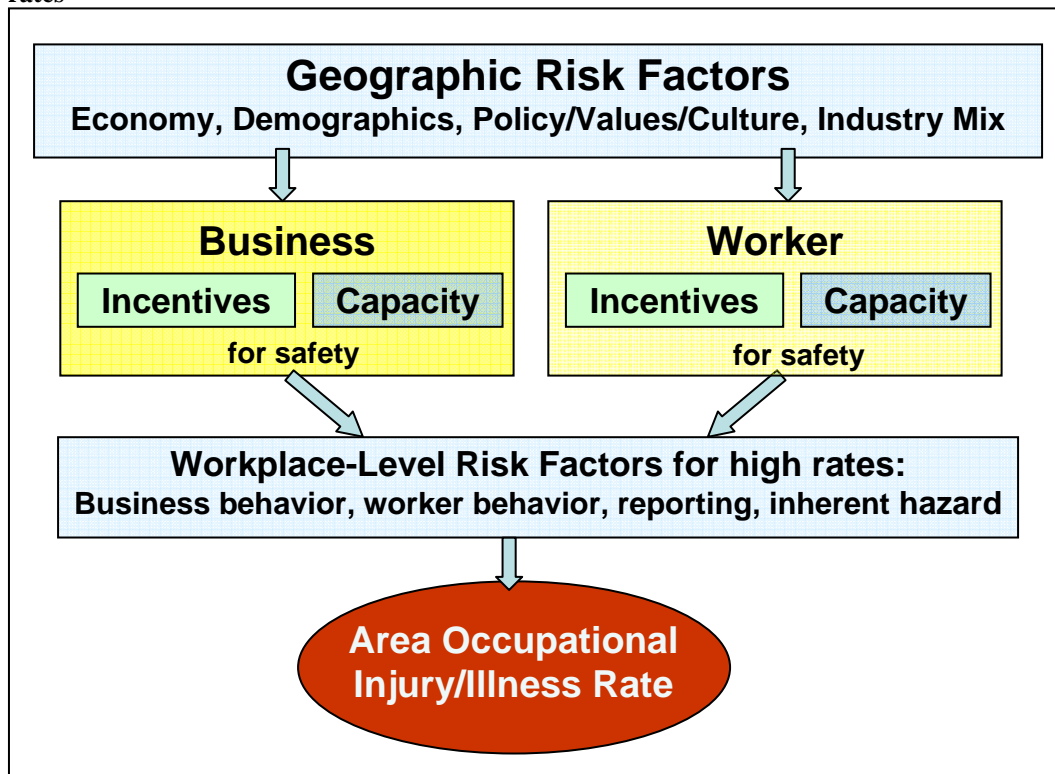 rates
Geographic Risk Factors
Economy, Demographics, Policy/Values/Culture, Industry Mix
Business
Incentives
Capacity
for safety
Worker
Incentives
Capacity
for safety
Workplace-Level Risk Factors for high rates:
Business behavior, worker behavior, reporting, inherent hazard
Area Occupational
Injury/Illness Rate